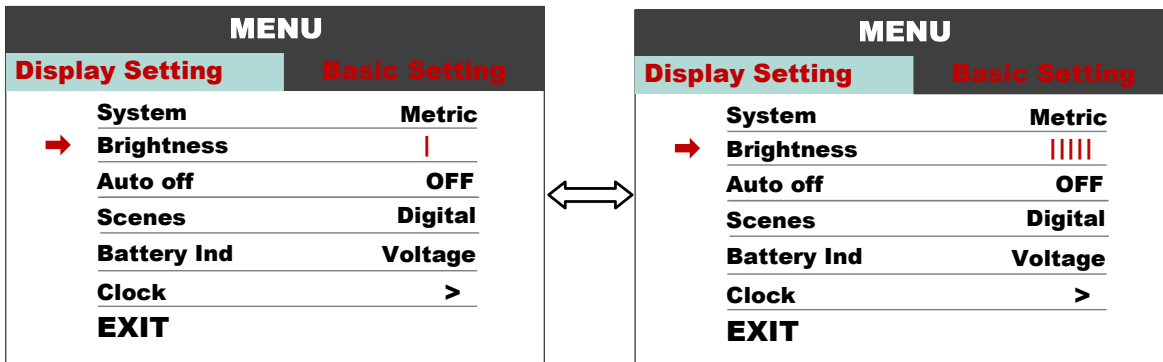 MENU
Display Setting Basic Setting
System Metric
Brightness |
Auto off OFF
Scenes Digital
Battery Ind Voltage
Clock >
EXIT
MENU
Display Setting Basic Setting
System Metric
Brightness |||||
Auto off OFF
Scenes Digital
Battery Ind Voltage
Clock >
EXIT